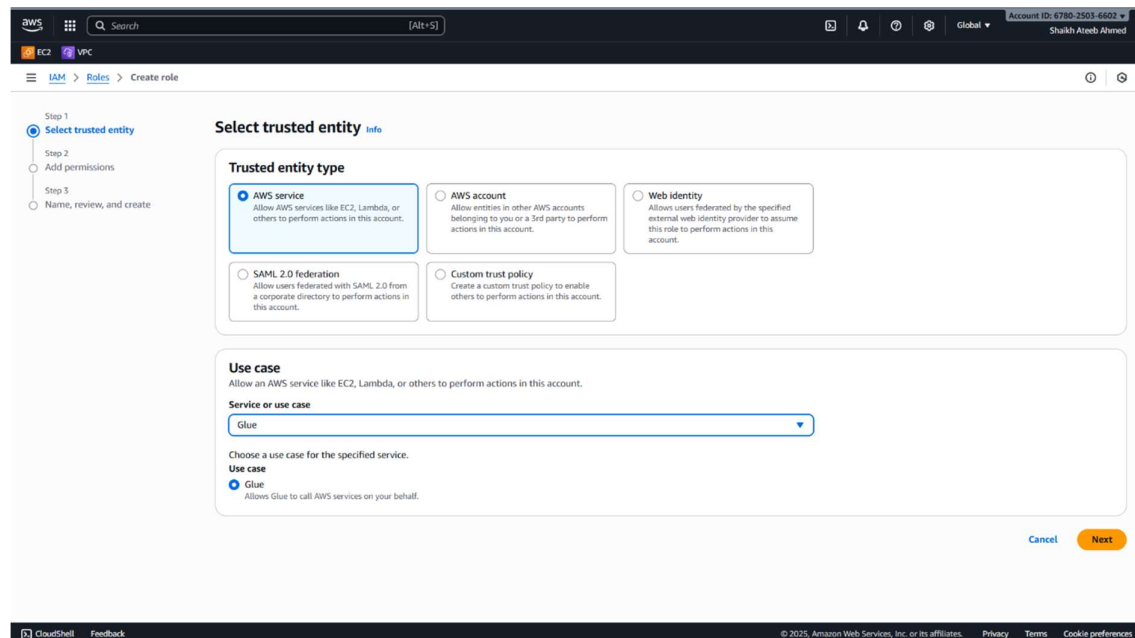 aws
Search
[Alt+S]
Global
Account ID: 6780-2503-6602
Shaikh Ateeb Ahmed
EC2
VPC
IAM > Roles > Create role
Step 1
Select trusted entity
Step 2
Add permissions
Step 3
Name, review, and create
Select trusted entity Info
Trusted entity type
AWS service
Allow AWS services like EC2, Lambda, or
others to perform actions in this account.
AWS account
Allow entities in other AWS accounts
belonging to you or a 3rd party to perform
actions in this account.
Web identity
Allows users federated by the specified
external web identity provider to assume
this role to perform actions in this
account.
SAML 2.0 federation
Allow users federated with SAML 2.0 from
a corporate directory to perform actions in
this account.
Custom trust policy
Create a custom trust policy to enable
others to perform actions in this account.
Use case
Allow an AWS service like EC2, Lambda, or others to perform actions in this account.
Service or use case
Glue
Choose a use case for the specified service.
Use case
Glue
Allows Glue to call AWS services on your behalf.
Cancel
Next
CloudShell
Feedback
© 2025, Amazon Web Services, Inc. or its affiliates.
Privacy
Terms
Cookie preferences